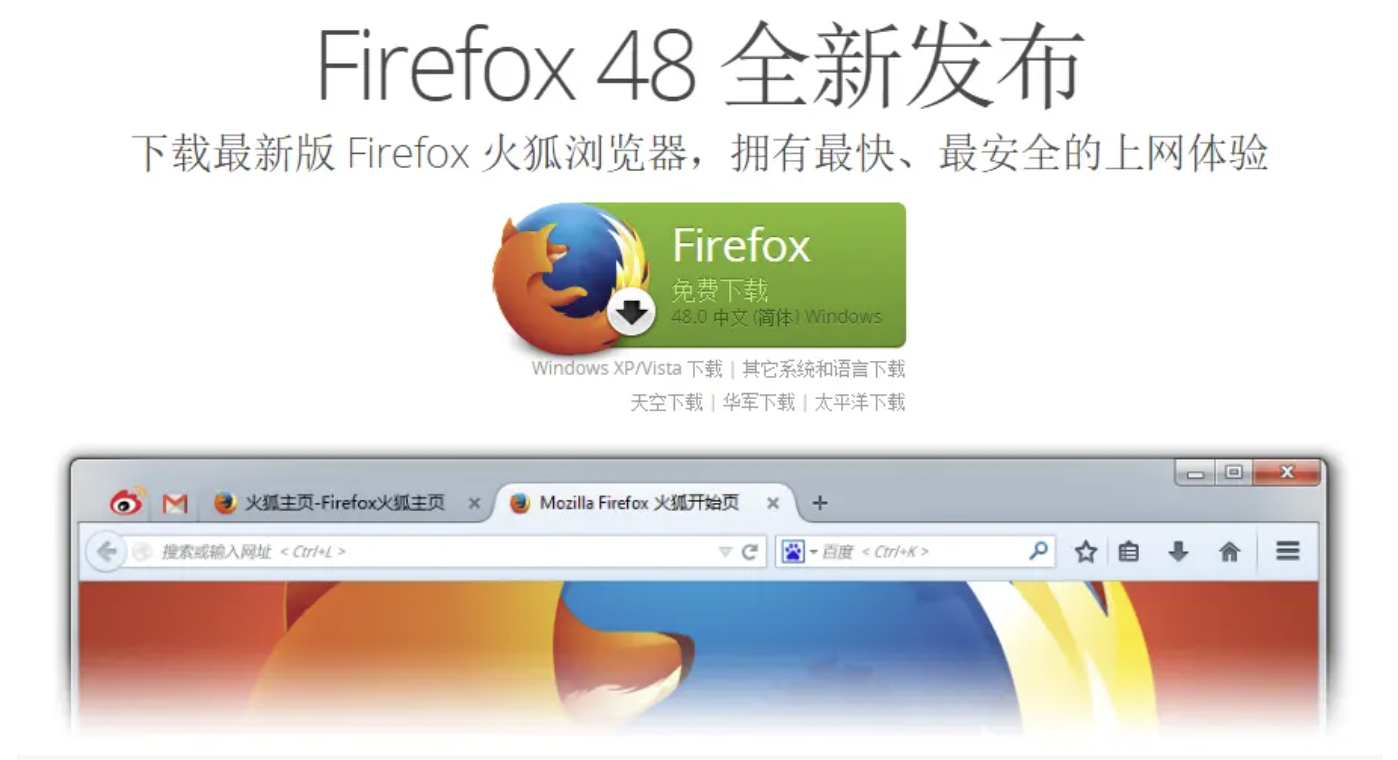 Firefox 48 全新发布
下载最新版 Firefox 火狐浏览器，拥有最快、最安全的上网体验
Firefox
免费下载
48.0 中文 (简体) Windows
Windows XP/Vista 下载 | 其它系统和语言下载
天空下载 | 华军下载 | 太平洋下载
火狐主页-Firefox火狐主页 Mozilla Firefox 火狐开始页
搜索或输入网址 < Ctrl+L > 百度 < Ctrl+K >